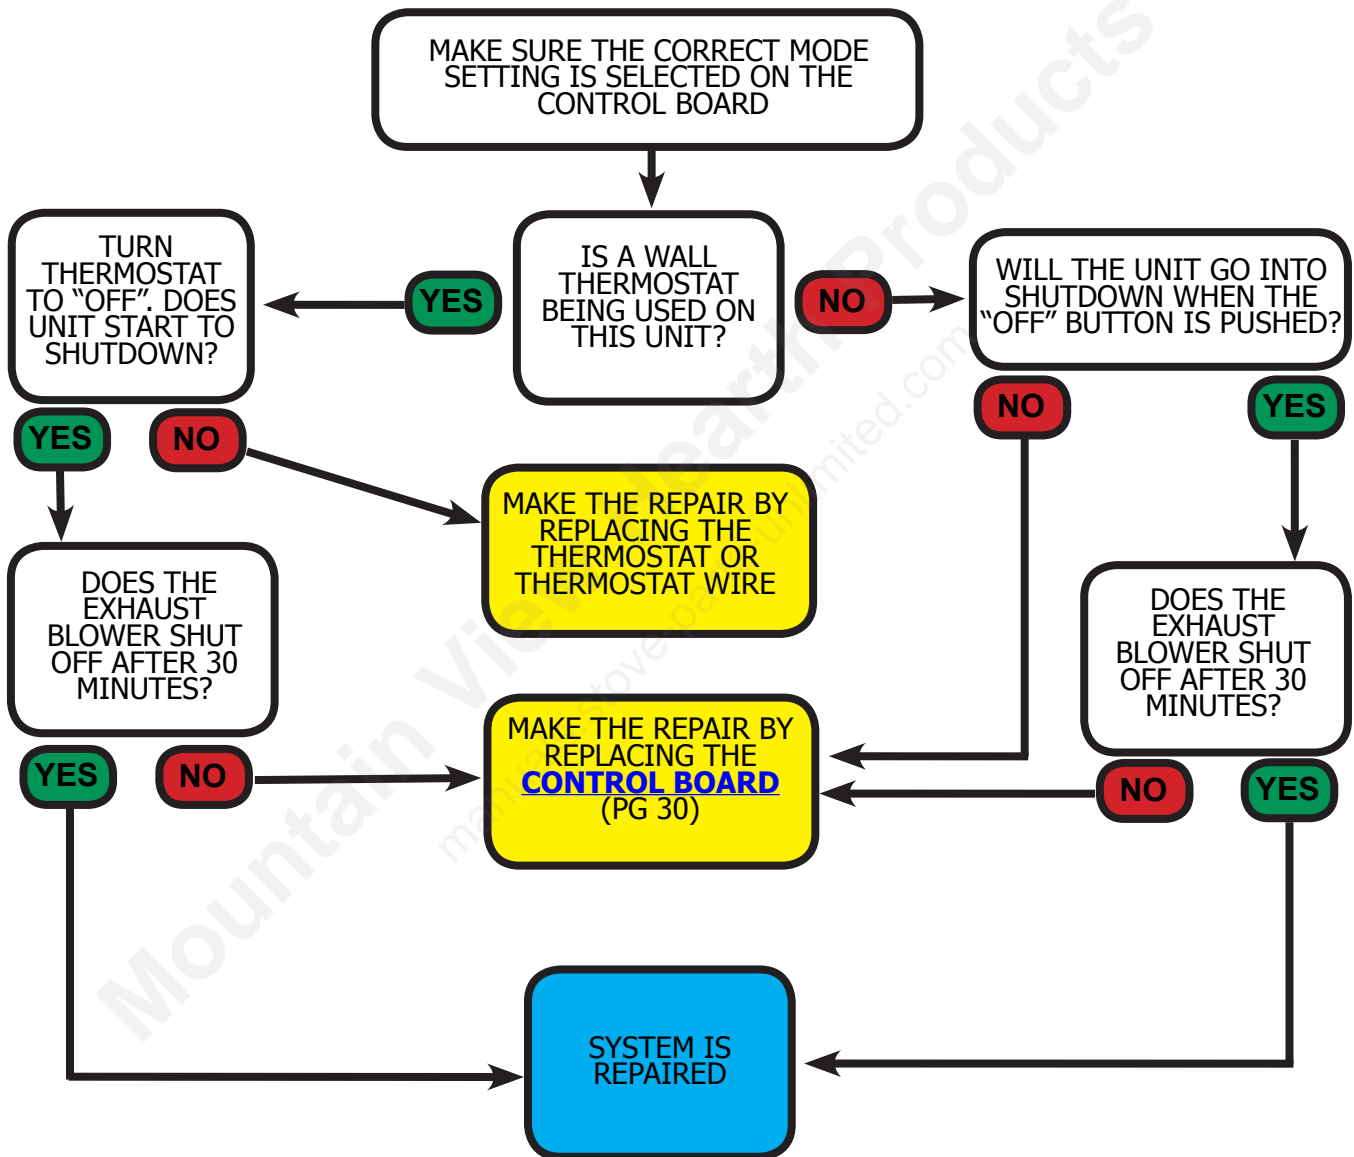 MAKE SURE THE CORRECT MODE
SETTING IS SELECTED ON THE
CONTROL BOARD
TURN
THERMOSTAT
TO “OFF”. DOES
UNIT START TO
SHUTDOWN?
YES
IS A WALL
THERMOSTAT
BEING USED ON
THIS UNIT?
NO
WILL THE UNIT GO INTO
SHUTDOWN WHEN THE
“OFF” BUTTON IS PUSHED?
YES
NO
NO
YES
MAKE THE REPAIR BY
REPLACING THE
THERMOSTAT OR
THERMOSTAT WIRE
DOES THE
EXHAUST
BLOWER SHUT
OFF AFTER 30
MINUTES?
DOES THE
EXHAUST
BLOWER SHUT
OFF AFTER 30
MINUTES?
YES
NO
MAKE THE REPAIR BY
REPLACING THE
CONTROL BOARD
(PG 30)
NO
YES
SYSTEM IS
REPAIRED
Mountain View Hearth Products